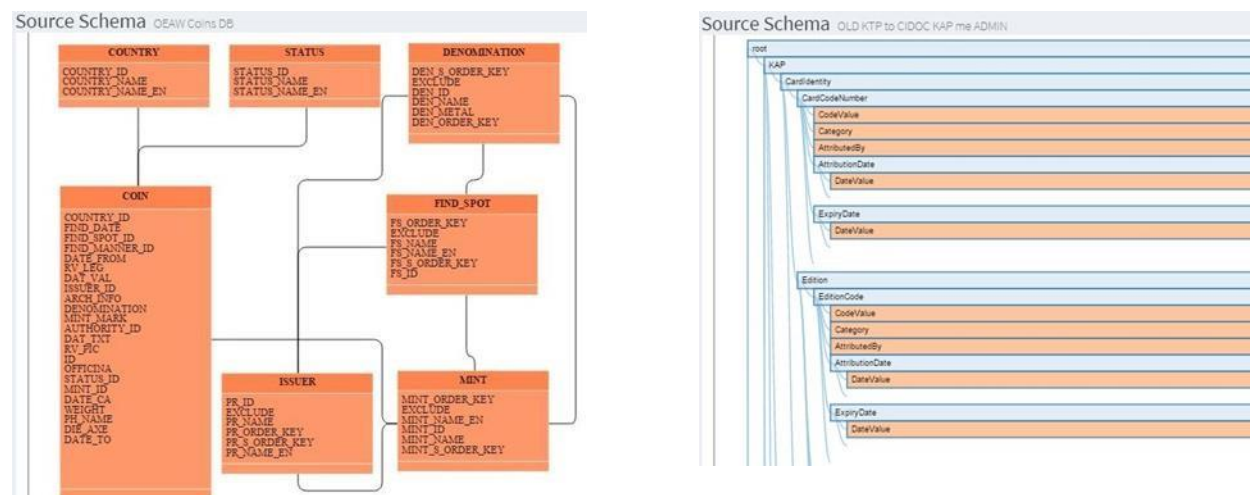 Source Schema OEAW Coins DB
COUNTRY
COUNTRY_ID
COUNTRY_NAME
COUNTRY_NAME_EN
STATUS
STATUS_ID
STATUS_NAME
STATUS_NAME_EN
DENOMINATION
DEN_S_ORDER_KEY
EXCLUDE
DEN_ID
DEN_NAME
DEN_METAL
DEN_ORDER_KEY
COIN
COUNTRY_ID
FIND_DATE
FIND_SPOT_ID
FIND_MANNER_ID
DATE_FROM
RV_LEG
DAT_VAL
ISSUER_ID
ARCH_INFO
DENOMINATION
MINT_MARK
AUTHORITY_ID
DAT_TXT
RV_PIC
ID
OFFICINA
STATUS_ID
MINT_ID
DATE_CA
WEIGHT
PH_NAME
DIE_AXE
DATE_TO
FIND_SPOT
FS_ORDER_KEY
EXCLUDE
FS_NAME
FS_NAME_EN
FS_S_ORDER_KEY
FS_ID
ISSUER
PR_ID
EXCLUDE
PR_NAME
PR_ORDER_KEY
PR_S_ORDER_KEY
PR_NAME_EN
MINT
MINT_ORDER_KEY
EXCLUDE
MINT_NAME_EN
MINT_ID
MINT_NAME
MINT_S_ORDER_KEY
Source Schema OLD KTP to CIDOC KAP me ADMIN
root
KAP
CardIdentity
CardCodeNumber
CodeValue
Category
AttributedBy
AttributionDate
DateValue
ExpiryDate
DateValue
Edition
EditionCode
CodeValue
Category
AttributedBy
AttributionDate
DateValue
ExpiryDate
DateValue